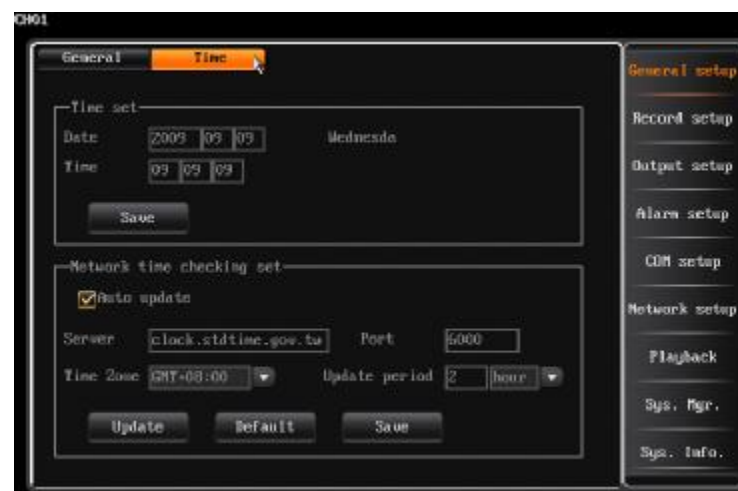 CH01
General Time
General setup
Time set
Date 2009 09 09 Wednesda
Record setup
Time 09 09 09
Output setup
Save
Alarm setup
Network time checking set
COM setup
Auto update
Network setup
Server clock.stdtime.gov.tw Port 6000
Playback
Time Zone GMT+08:00 Update period 2 hour
Sys. Mgr.
Update Default Save
Sys. Info.